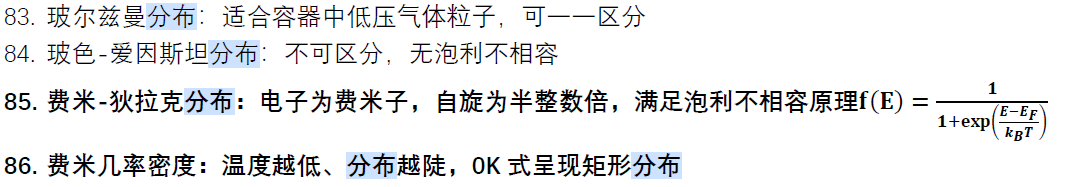 83. 玻尔兹曼分布：适合容器中低压气体粒子，可一一区分
84. 玻色-爱因斯坦分布：不可区分，无泡利不相容
85. 费米-狄拉克分布：电子为费米子，自旋为半整数倍，满足泡利不相容原理f(E) = 1/(1+exp((E−E_F)/(k_BT)))
86. 费米几率密度：温度越低、分布越陡，0K 式呈现矩形分布